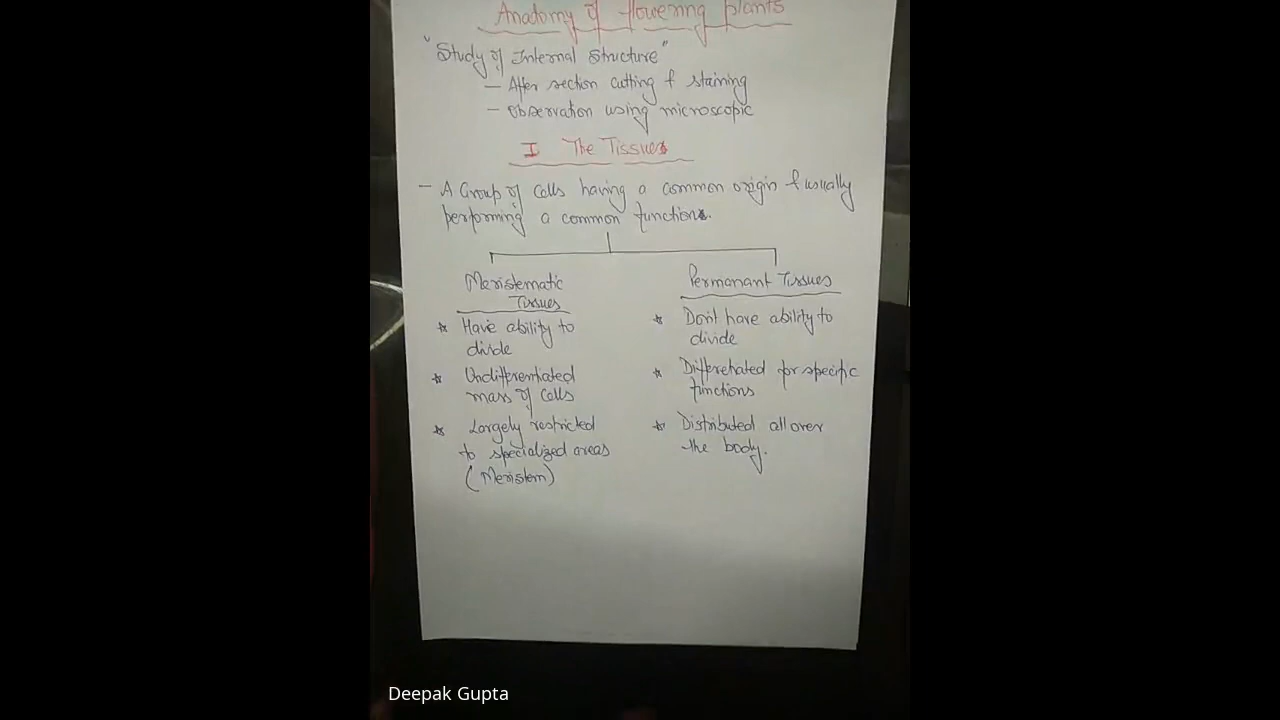 Anatomy of flowering plants
"Study of Internal Structure"
– After section cutting & staining
– Observation using microscopic
I The Tissues
– A Group of cells having a common origin & usually
performing a common function.
Meristematic
Tissues
* Have ability to
divide
* Undifferentiated
mass of cells
* Largely restricted
to specialized areas
(Meristem)
Permanant Tissues
* Don't have ability to
divide
* Differetiated for specific
functions
* Distributed all over
the body.
Deepak Gupta